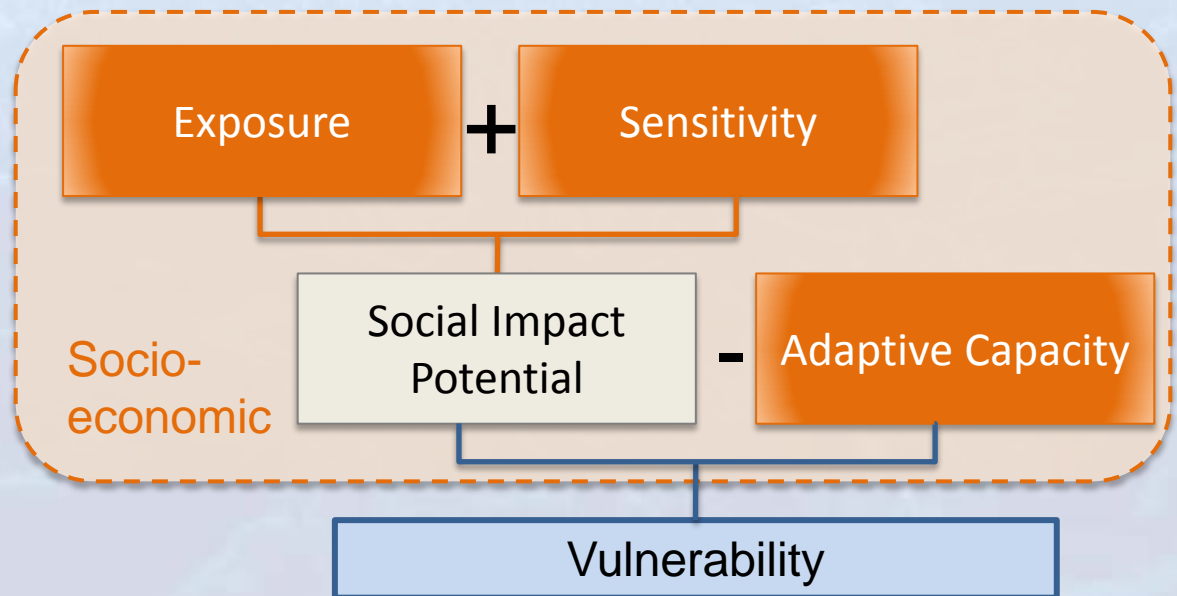 Exposure + Sensitivity
Social Impact
Potential
- Adaptive Capacity
Socio-
economic
Vulnerability